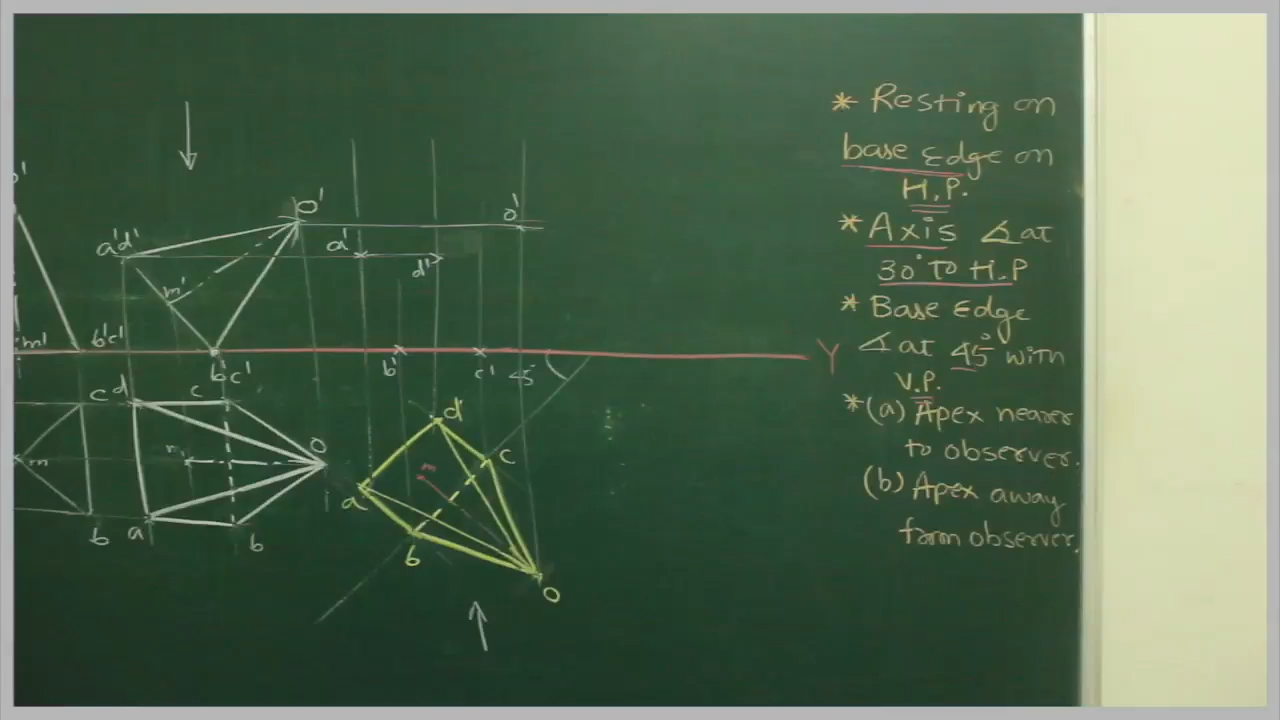 * Resting on
base Edge on
H.P.
* Axis ∡ at
30° to H.P
* Base Edge
∡ at 45° with
V.P.
* (a) Apex nearer
to observer.
(b) Apex away
farm observer.
o'
a'd'
o'
a'
d'
m'
m'
b'c'
b'
c'
45°
Y
b c'
c
d
c
d
c
o
m
m
a
b
a
b
b
o